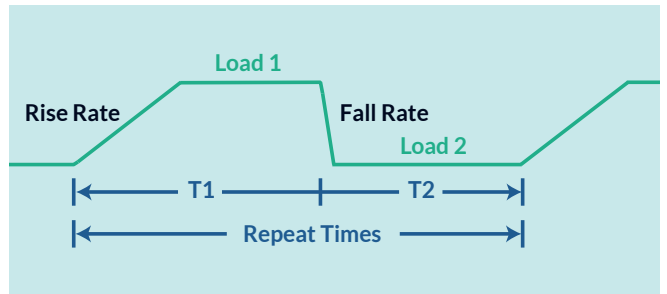 Load 1
Rise Rate
Fall Rate
Load 2
T1
T2
Repeat Times